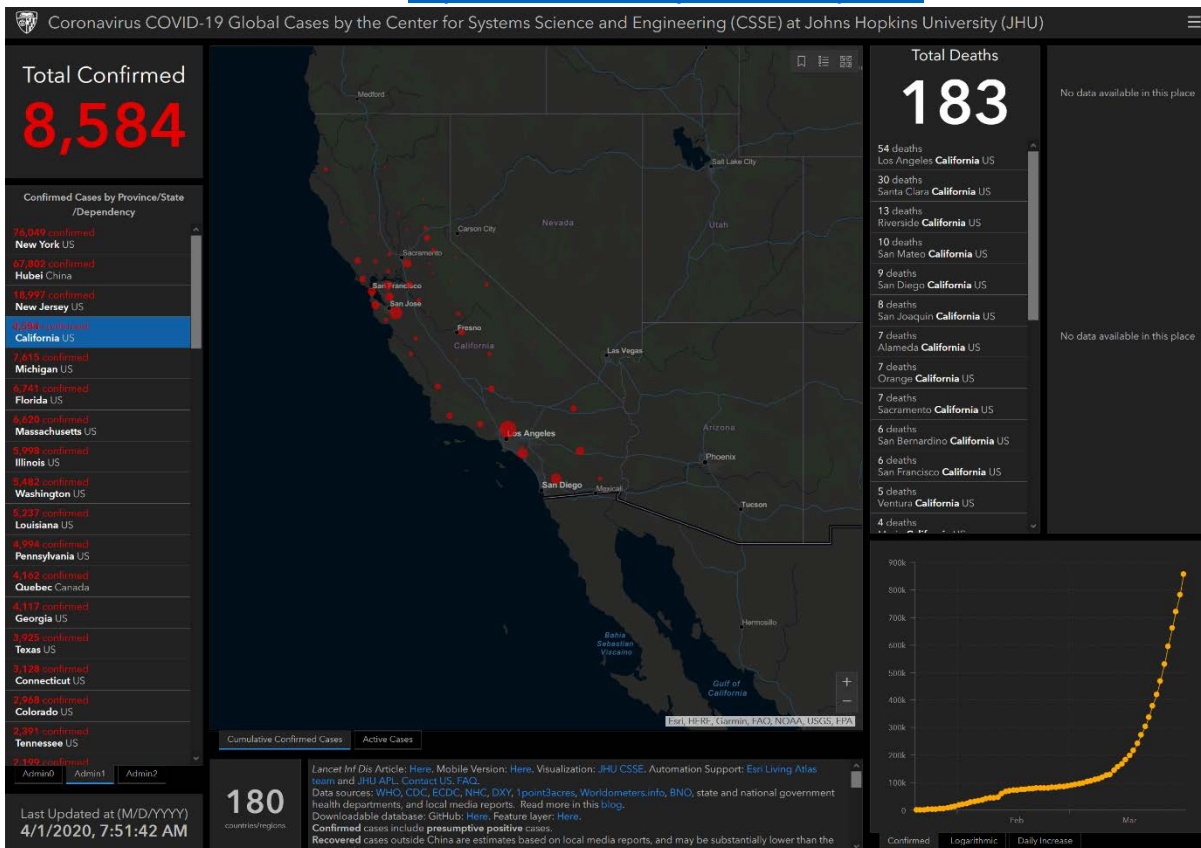 Coronavirus COVID-19 Global Cases by the Center for Systems Science and Engineering (CSSE) at Johns Hopkins University (JHU)
Total Confirmed
8,584
Confirmed Cases by Province/State
/Dependency
76,049 confirmed
New York US
67,802 confirmed
Hubei China
18,997 confirmed
New Jersey US
8,584 confirmed
California US
7,615 confirmed
Michigan US
6,741 confirmed
Florida US
6,620 confirmed
Massachusetts US
5,998 confirmed
Illinois US
5,482 confirmed
Washington US
5,237 confirmed
Louisiana US
4,994 confirmed
Pennsylvania US
4,162 confirmed
Quebec Canada
4,117 confirmed
Georgia US
3,925 confirmed
Texas US
3,128 confirmed
Connecticut US
2,968 confirmed
Colorado US
2,391 confirmed
Tennessee US
2,199 confirmed
Admin0 Admin1 Admin2
Last Updated at (M/D/YYYY)
4/1/2020, 7:51:42 AM
Medford
Salt Lake City
Carson City
Nevada
Utah
Sacramento
San Francisco
San Jose
Fresno
California
Las Vegas
Los Angeles
Arizona
Phoenix
San Diego
Mexicali
Tucson
Hermosillo
Bahia
Sebastian
Vizcaino
Gulf of
California
+
−
Esri, HERE, Garmin, FAO, NOAA, USGS, EPA
Cumulative Confirmed Cases Active Cases
180
countries/regions
Lancet Inf Dis Article: Here. Mobile Version: Here. Visualization: JHU CSSE. Automation Support: Esri Living Atlas
team and JHU APL. Contact US. FAQ.
Data sources: WHO, CDC, ECDC, NHC, DXY, 1point3acres, Worldometers.info, BNO, state and national government
health departments, and local media reports. Read more in this blog.
Downloadable database: GitHub: Here. Feature layer: Here.
Confirmed cases include presumptive positive cases.
Recovered cases outside China are estimates based on local media reports, and may be substantially lower than the
Total Deaths
183
54 deaths
Los Angeles California US
30 deaths
Santa Clara California US
13 deaths
Riverside California US
10 deaths
San Mateo California US
9 deaths
San Diego California US
8 deaths
San Joaquin California US
7 deaths
Alameda California US
7 deaths
Orange California US
7 deaths
Sacramento California US
6 deaths
San Bernardino California US
6 deaths
San Francisco California US
5 deaths
Ventura California US
4 deaths
No data available in this place
No data available in this place
900k
800k
700k
600k
500k
400k
300k
200k
100k
0
Feb Mar
Confirmed Logarithmic Daily Increase